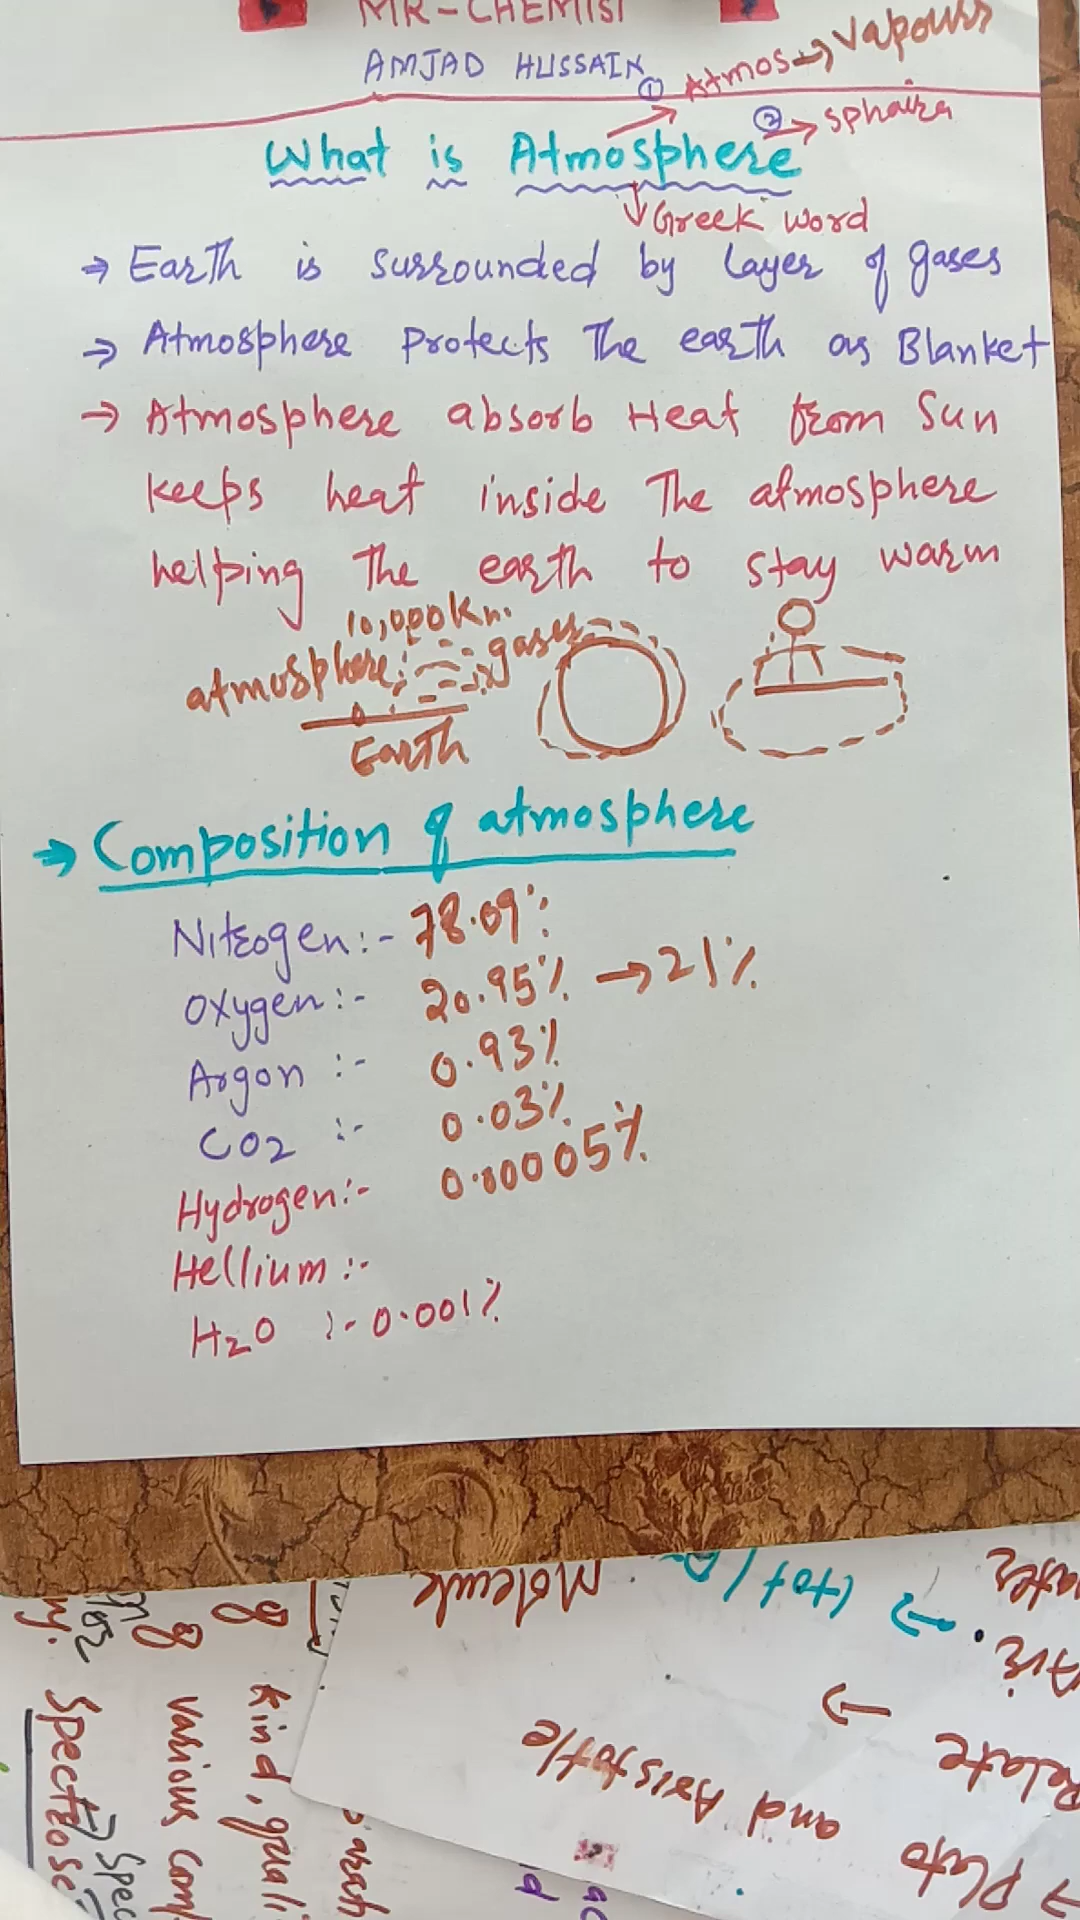 MR-CHEMIST
AMJAD HUSSAIN
① Atmos → Vapours
② → sphaira
What is Atmosphere
↓ Greek word
→ Earth is surrounded by layer of gases
→ Atmosphere Protects The earth as Blanket
→ Atmosphere absorb Heat from Sun
keeps heat inside The atmosphere
helping The earth to stay warm
10,000Km.
atmosphere gases
Earth
→ Composition of atmosphere
Nitrogen:- 78.09%
Oxygen:- 20.95% → 21%
Argon :- 0.93%
CO2 :- 0.03%
Hydrogen:- 0.00005%
Hellium:-
H2O :- 0.001%
Molecule
Air
Relate →
→ Plato and Aristotle
kind,
various
Spectrose